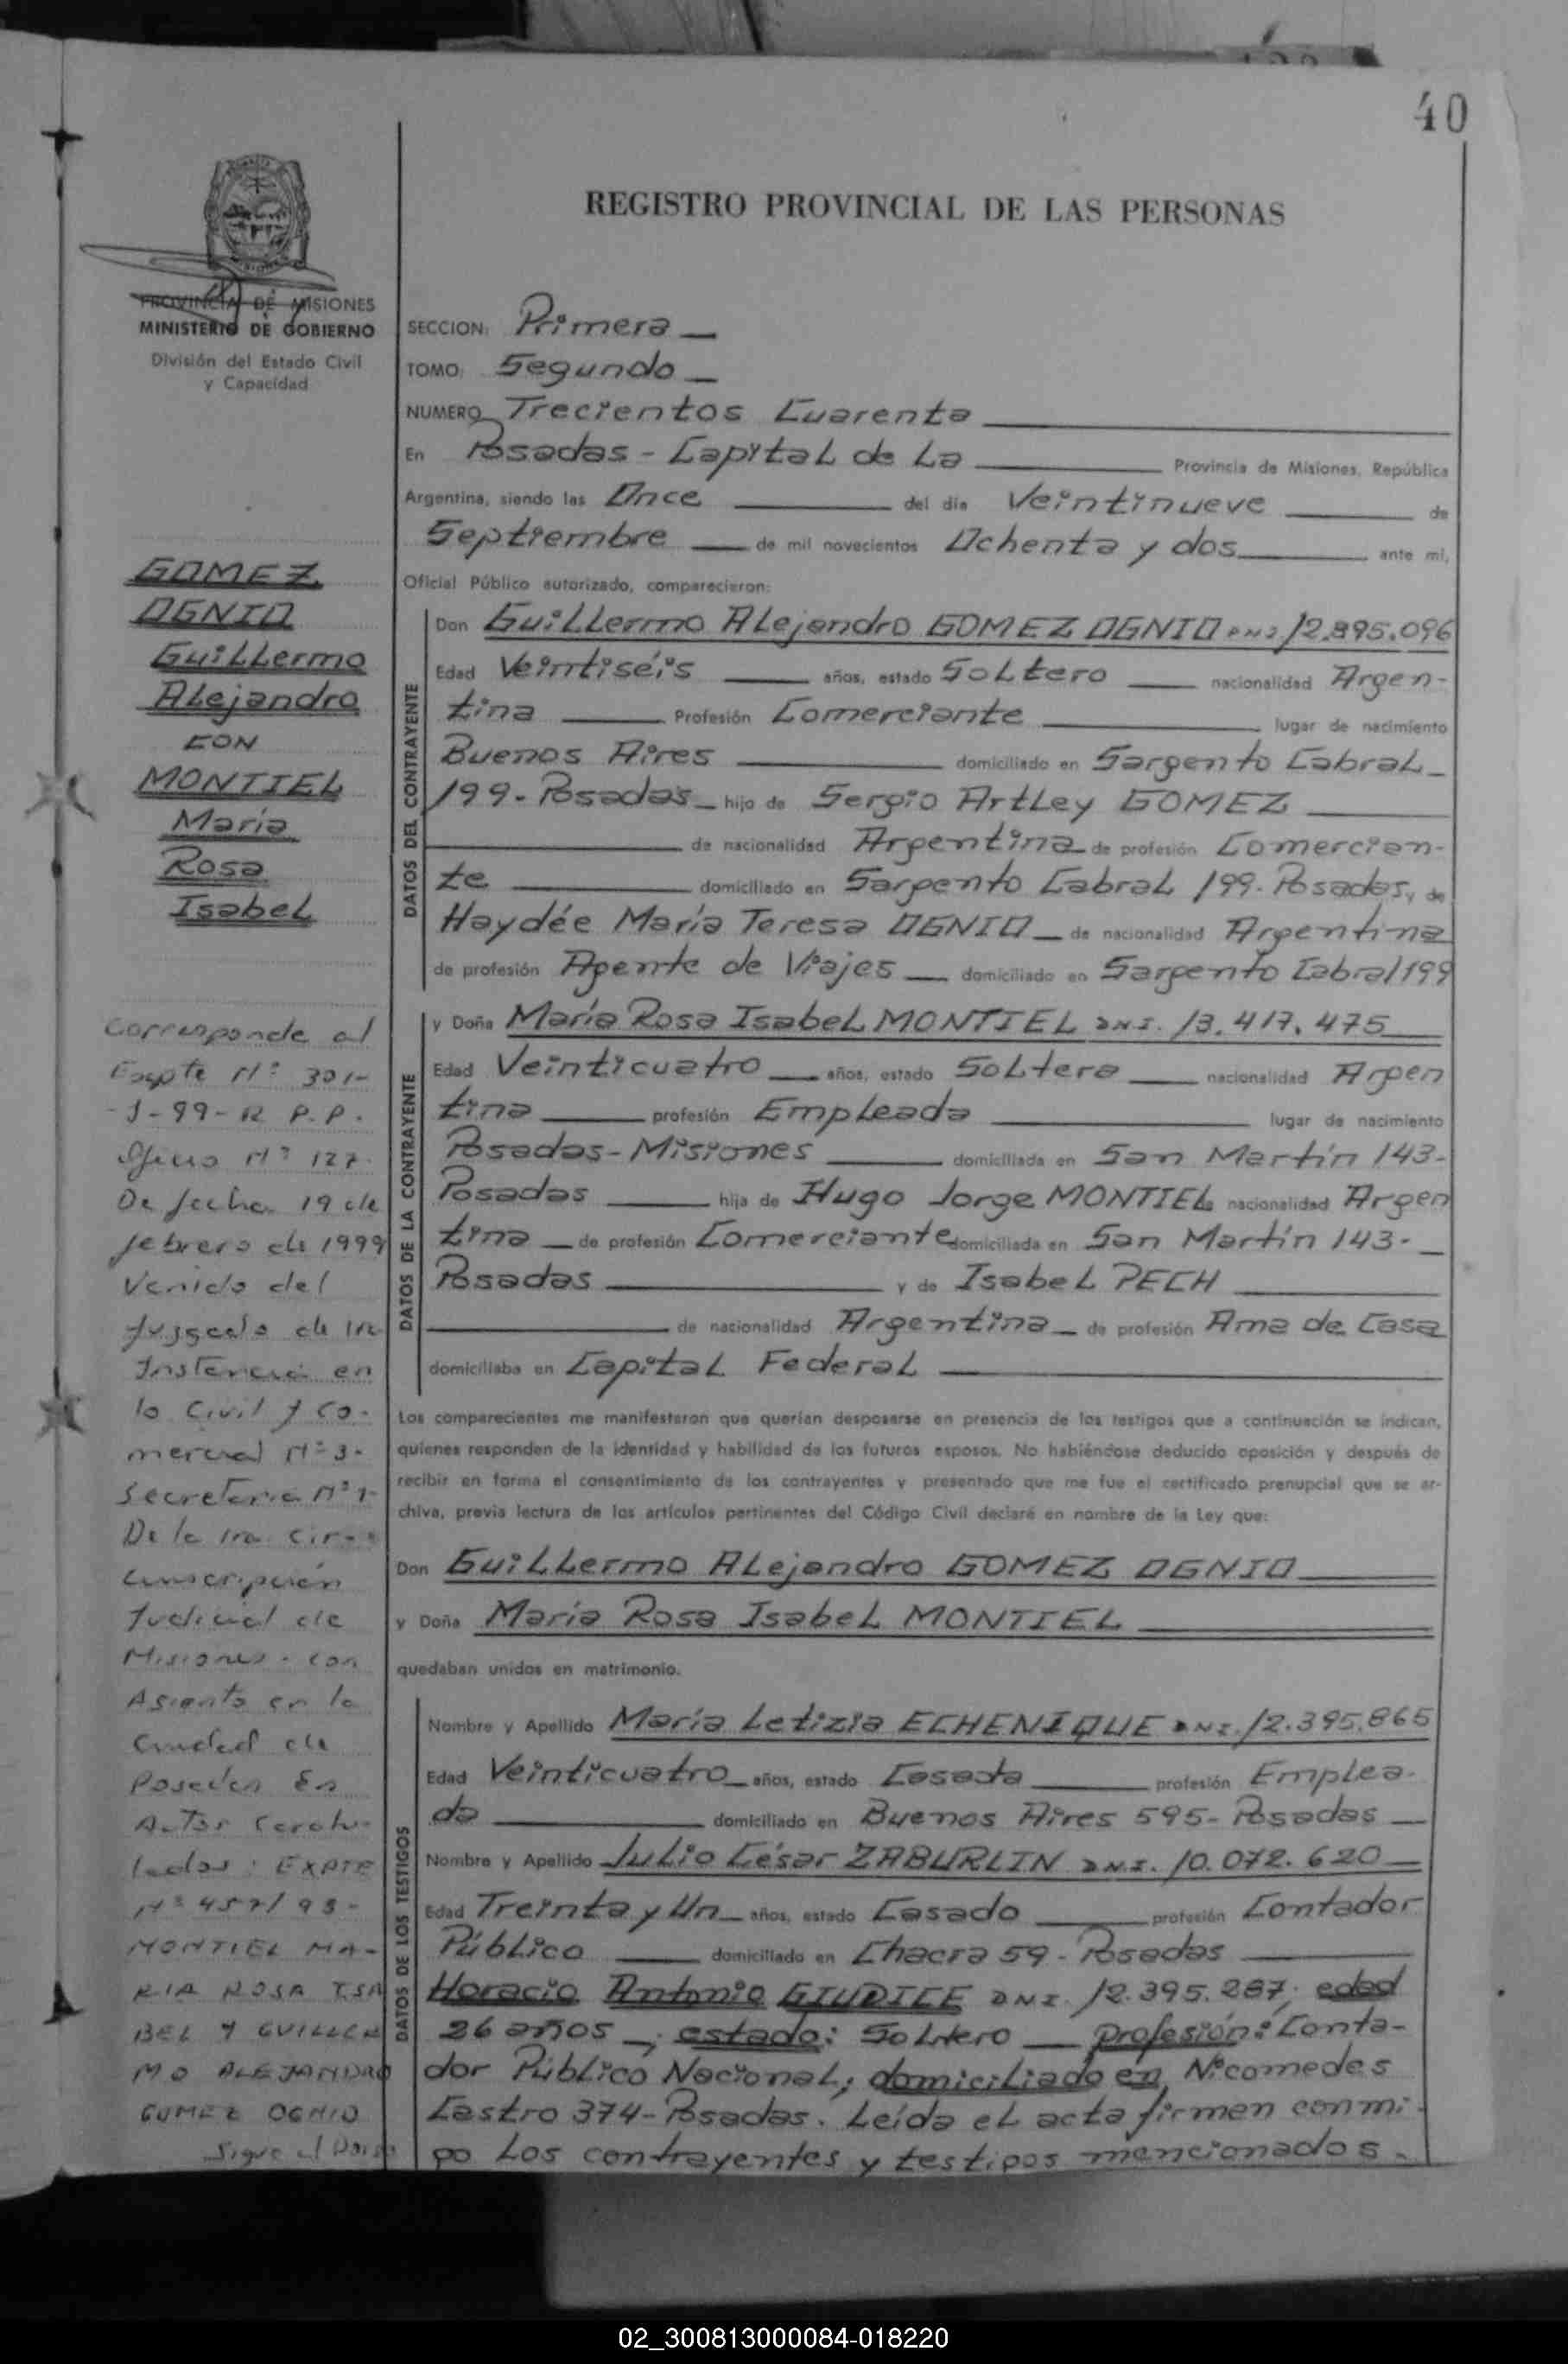 40
REGISTRO PROVINCIAL DE LAS PERSONAS
PROVINCIA DE MISIONES
MINISTERIO DE GOBIERNO
División del Estado Civil
y Capacidad
GOMEZ
OGNIO
Guillermo
Alejandro
CON
MONTIEL
María
Rosa
Isabel
Corresponde al
Expte Nº 301-
-J-99-R P.P.
Oficio Nº 127.
De fecha 19 de
febrero de 1999
Venido del
Juzgado de 1ra
Instancia en
lo Civil y Co-
mercial Nº 3-
Secretaria Nº 1-
De la 1ra. Cir-
cunscripción
Judicial de
Misiones - con
Asiento en la
Ciudad de
Posadas En
Autos Caratu-
lados: EXPTE
Nº 457/98-
MONTIEL MA-
RIA ROSA ISA
BEL Y GUILLER
MO ALEJANDRO
GOMEZ OGNIO
Sigue al Dorso
SECCION: Primera
TOMO: Segundo
NUMERO Trecientos Cuarenta
En Posadas - Capital de La Provincia de Misiones, República
Argentina, siendo las Once del día Veintinueve de
Septiembre de mil novecientos Ochenta y dos ante mí,
Oficial Público autorizado, comparecieron:
DATOS DEL CONTRAYENTE
Don Guillermo Alejandro GOMEZ OGNIO DNI 12.895.096
Edad Veintiséis años, estado Soltero nacionalidad Argen-
tina Profesión Comerciante lugar de nacimiento
Buenos Aires domiciliado en Sargento Cabral
199 - Posadas hijo de Sergio Artley GOMEZ
de nacionalidad Argentina de profesión Comercian-
te domiciliado en Sargento Cabral 199 - Posadas, y de
Haydée María Teresa OGNIO de nacionalidad Argentina
de profesión Agente de Viajes domiciliado en Sargento Cabral 199
DATOS DE LA CONTRAYENTE
y Doña María Rosa Isabel MONTIEL DNI. 13.417.475
Edad Veinticuatro años, estado Soltera nacionalidad Argen
tina profesión Empleada lugar de nacimiento
Posadas - Misiones domiciliada en San Martín 143-
Posadas hija de Hugo Jorge MONTIEL nacionalidad Argen
tina de profesión Comerciante domiciliada en San Martín 143-
Posadas y de Isabel PECH
de nacionalidad Argentina de profesión Ama de Casa
domiciliaba en Capital Federal
Los comparecientes me manifestaron que querían desposarse en presencia de los testigos que a continuación se indican,
quienes responden de la identidad y habilidad de los futuros esposos. No habiéndose deducido oposición y después de
recibir en forma el consentimiento de los contrayentes y presentado que me fue el certificado prenupcial que se ar-
chiva, previa lectura de los artículos pertinentes del Código Civil declaré en nombre de la Ley que:
Don Guillermo Alejandro GOMEZ OGNIO
y Doña María Rosa Isabel MONTIEL
quedaban unidos en matrimonio.
DATOS DE LOS TESTIGOS
Nombre y Apellido María Letizia ECHENIQUE DNI. 12.395.865
Edad Veinticuatro años, estado Casada profesión Emplea-
da domiciliado en Buenos Aires 595 - Posadas
Nombre y Apellido Julio César ZABURLIN DNI. 10.072.620
Edad Treinta y Un años, estado Casado profesión Contador
Público domiciliado en Chacra 59 - Posadas
Horacio Antonio GIUDICE DNI. 12.395.287; edad
26 años; estado: Soltero profesión: Conta-
dor Público Nacional; domiciliado en Nicomedes
Castro 374 - Posadas. Leída el acta firmen conmi-
go Los contrayentes y testigos mencionados.
02_300813000084-018220